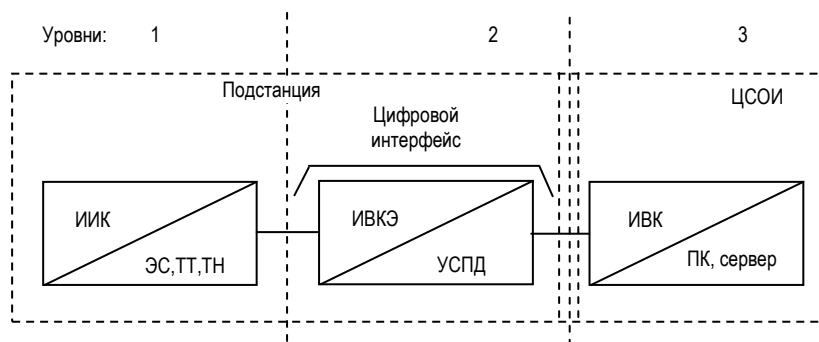 Уровни: 1 2 3
Подстанция
ЦСОИ
Цифровой
интерфейс
ИИК
ЭС,ТТ,ТН
ИВКЭ
УСПД
ИВК
ПК, сервер